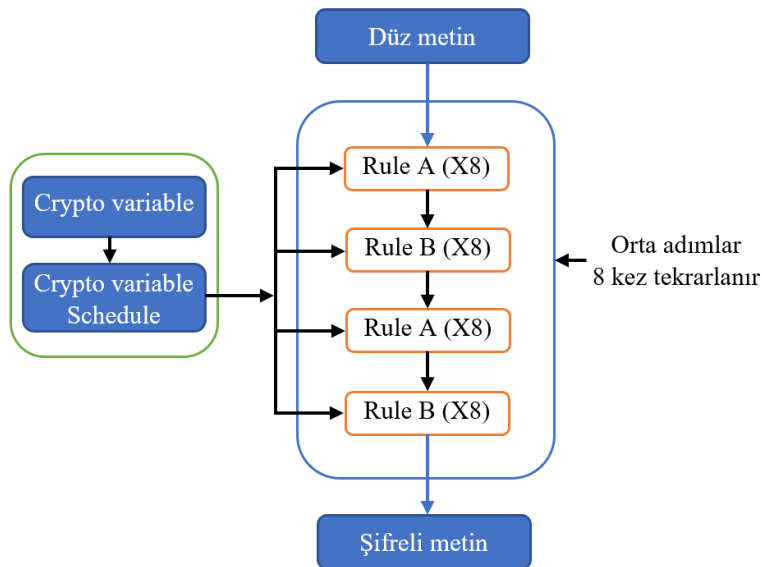 Düz metin
Rule A (X8)
Crypto variable
Rule B (X8)
Orta adımlar
8 kez tekrarlanır
Crypto variable
Schedule
Rule A (X8)
Rule B (X8)
Şifreli metin